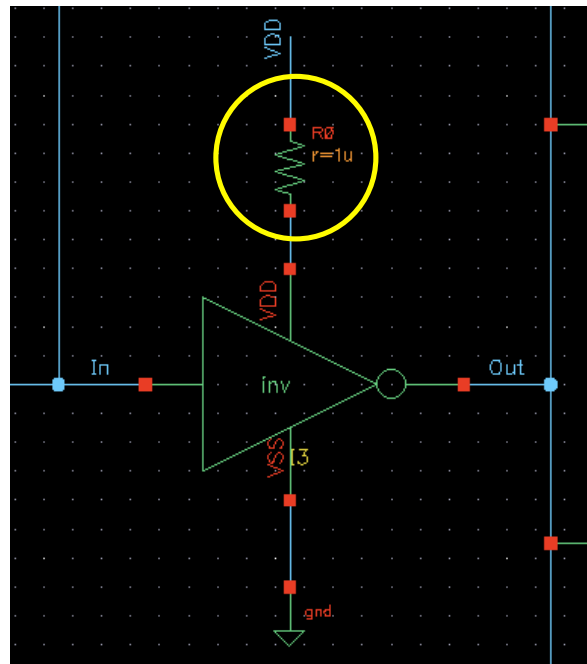 VDD
R0
r=1u
VDD
In
inv
Out
VSS
I3
gnd